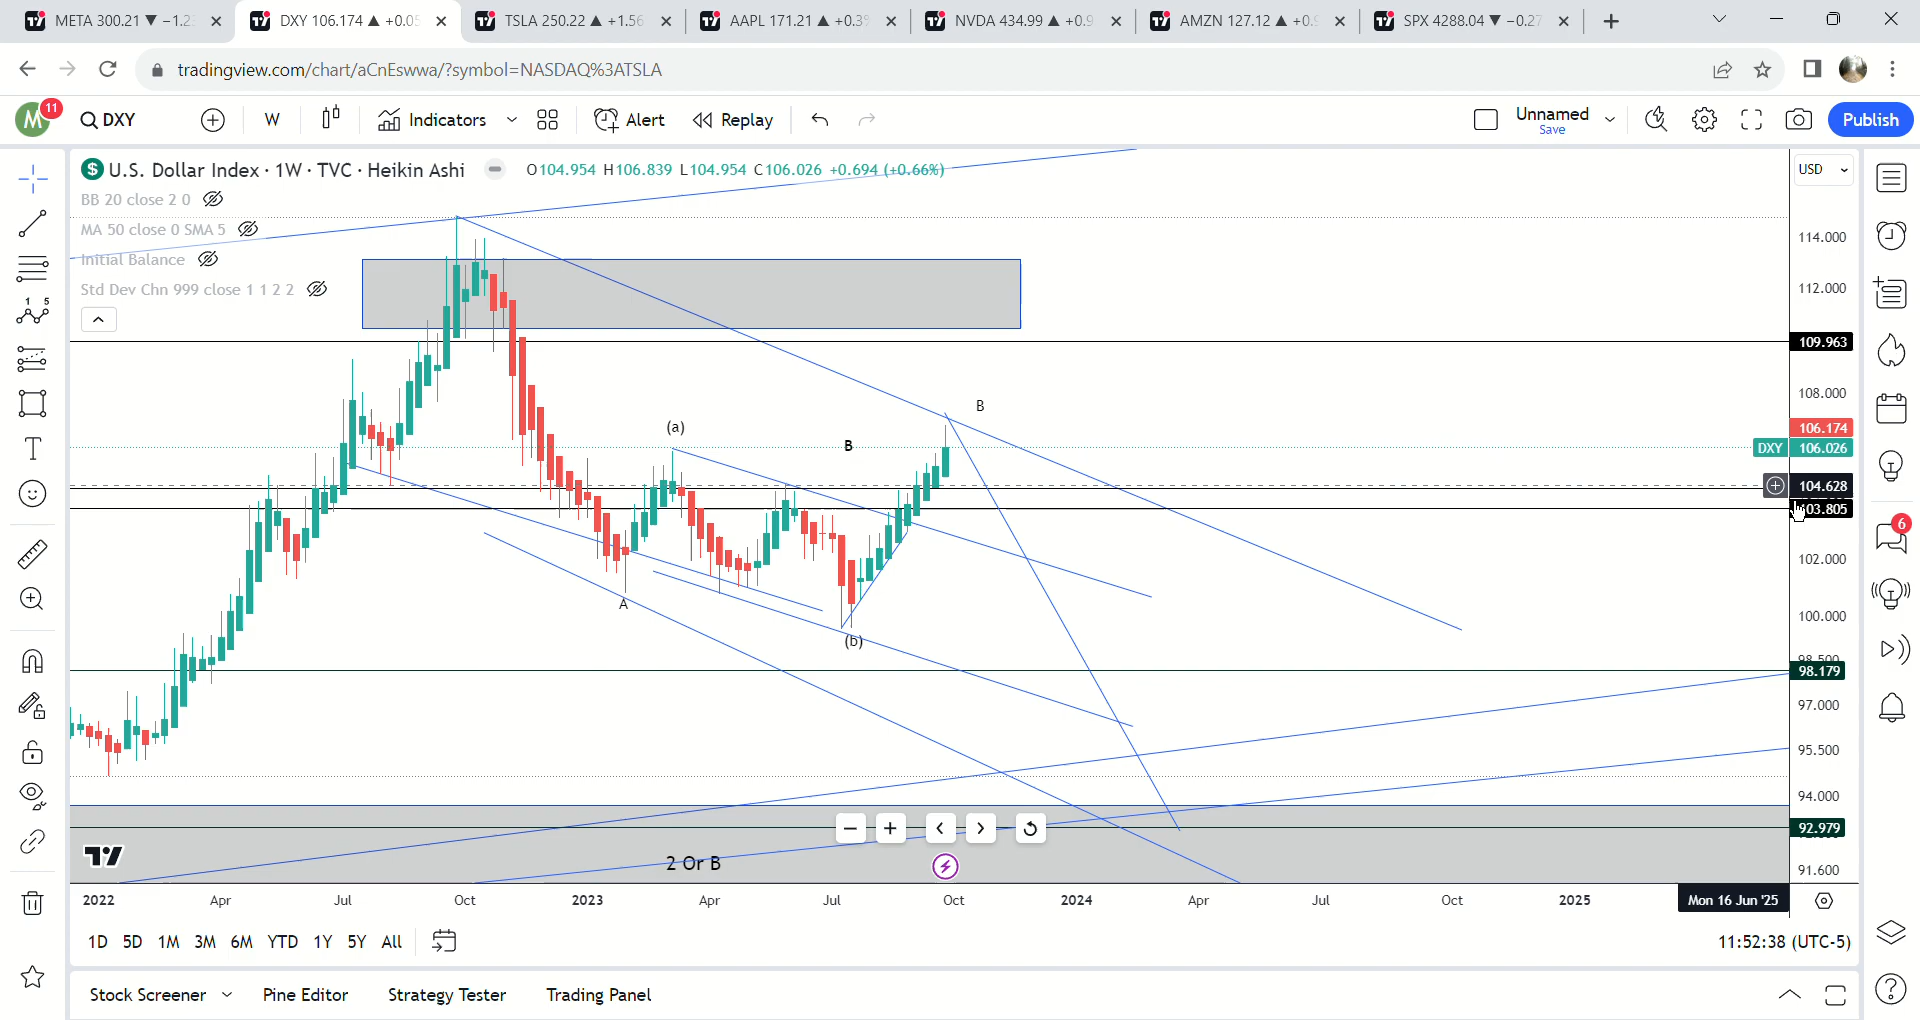 META 300.21 ▼ −1.2
DXY 106.174 ▲ +0.0
TSLA 250.22 ▲ +1.56
AAPL 171.21 ▲ +0.3
NVDA 434.99 ▲ +0.9
AMZN 127.12 ▲ +0.
SPX 4288.04 ▼ −0.27
tradingview.com/chart/aCnEswwa/?symbol=NASDAQ%3ATSLA
M
11
DXY
W
Indicators
Alert
Replay
Unnamed
Save
Publish
U.S. Dollar Index · 1W · TVC · Heikin Ashi
O104.954 H106.839 L104.954 C106.026 +0.694 (+0.66%)
USD
BB 20 close 2 0
MA 50 close 0 SMA 5
Initial Balance
Std Dev Chn 999 close 1 1 2 2
114.000
112.000
109.963
108.000
106.174
DXY 106.026
104.628
03.805
102.000
100.000
98.500
98.179
97.000
95.500
94.000
92.979
91.600
B
(a)
B
A
(b)
2 Or B
1 5
6
2022 Apr Jul Oct 2023 Apr Jul Oct 2024 Apr Jul Oct 2025
Mon 16 Jun '25
1D 5D 1M 3M 6M YTD 1Y 5Y All
11:52:38 (UTC-5)
Stock Screener
Pine Editor
Strategy Tester
Trading Panel